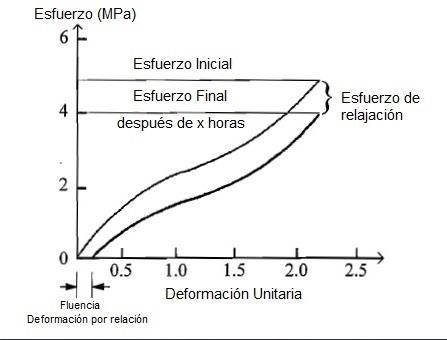 Esfuerzo (MPa)
6
Esfuerzo Inicial
Esfuerzo Final
Esfuerzo de
relajación
4
después de x horas
2
0
0.5
1.0
1.5
2.0
2.5
Deformación Unitaria
Fluencia
Deformación por relación